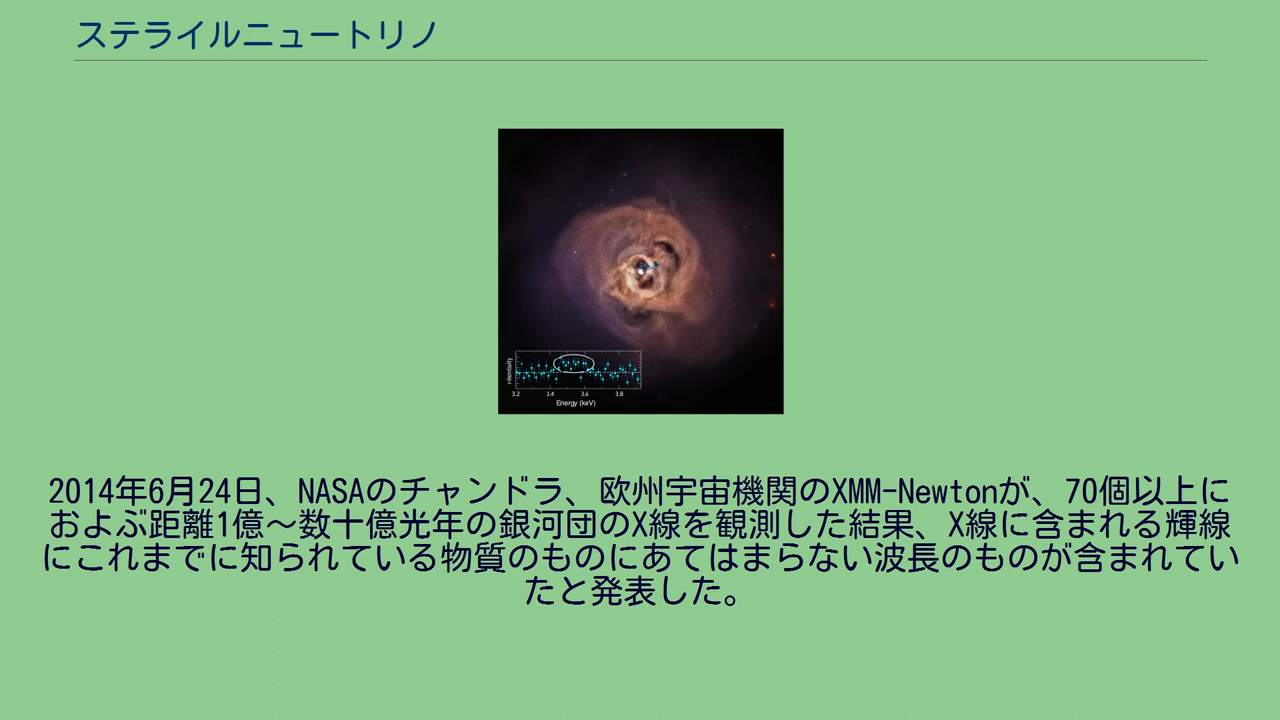 ステライルニュートリノ
Intensity
3.2 3.4 3.6 3.8
Energy (keV)
2014年6月24日、NASAのチャンドラ、欧州宇宙機関のXMM-Newtonが、70個以上に
およぶ距離1億～数十億光年の銀河団のX線を観測した結果、X線に含まれる輝線
にこれまでに知られている物質のものにあてはまらない波長のものが含まれてい
たと発表した。